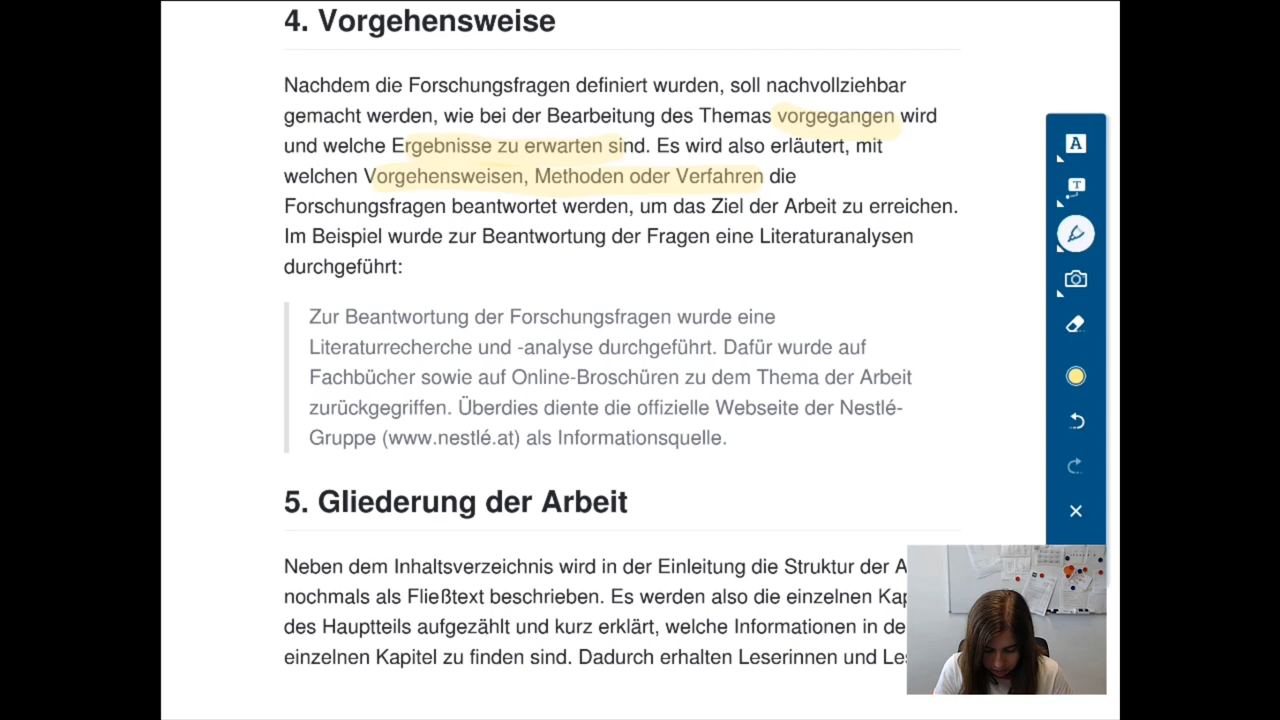 4. Vorgehensweise
Nachdem die Forschungsfragen definiert wurden, soll nachvollziehbar
gemacht werden, wie bei der Bearbeitung des Themas vorgegangen wird
und welche Ergebnisse zu erwarten sind. Es wird also erläutert, mit
welchen Vorgehensweisen, Methoden oder Verfahren die
Forschungsfragen beantwortet werden, um das Ziel der Arbeit zu erreichen.
Im Beispiel wurde zur Beantwortung der Fragen eine Literaturanalysen
durchgeführt:
Zur Beantwortung der Forschungsfragen wurde eine
Literaturrecherche und -analyse durchgeführt. Dafür wurde auf
Fachbücher sowie auf Online-Broschüren zu dem Thema der Arbeit
zurückgegriffen. Überdies diente die offizielle Webseite der Nestlé-
Gruppe (www.nestlé.at) als Informationsquelle.
5. Gliederung der Arbeit
Neben dem Inhaltsverzeichnis wird in der Einleitung die Struktur der A
nochmals als Fließtext beschrieben. Es werden also die einzelnen Kap
des Hauptteils aufgezählt und kurz erklärt, welche Informationen in de
einzelnen Kapitel zu finden sind. Dadurch erhalten Leserinnen und Les
A
T